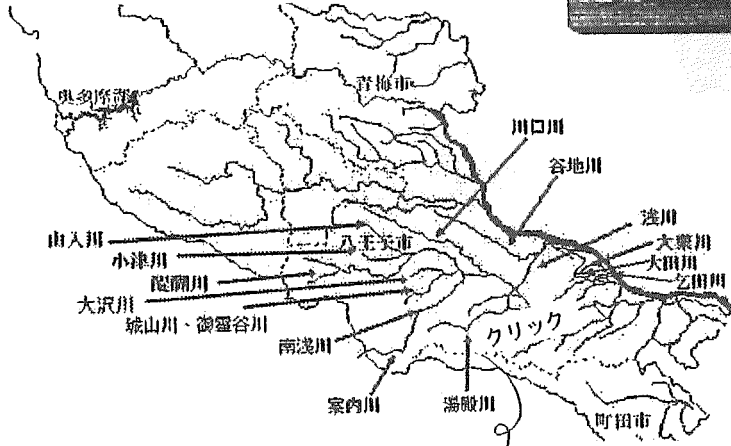 奥多摩湖
青梅市
川口川
谷地川
浅川
大栗川
大田川
乞田川
山入川
小津川
八王子市
醍醐川
大沢川
城山川、御霊谷川
南浅川
クリック
案内川
湯殿川
町田市